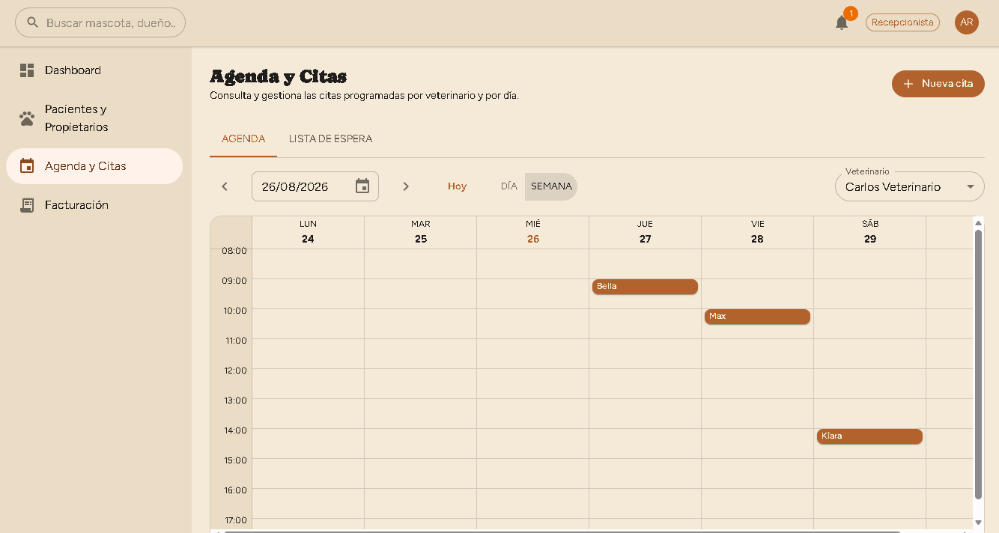 Buscar mascota, dueño..
1
Recepcionista
AR
Dashboard
Pacientes y
Propietarios
Agenda y Citas
Facturación
Agenda y Citas
Consulta y gestiona las citas programadas por veterinario y por día.
Nueva cita
AGENDA
LISTA DE ESPERA
26/08/2026
Hoy
DÍA
SEMANA
Veterinario
Carlos Veterinario
LUN
24
MAR
25
MIÉ
26
JUE
27
VIE
28
SÁB
29
08:00
09:00
Bella
10:00
Max
11:00
12:00
13:00
14:00
Kiara
15:00
16:00
17:00